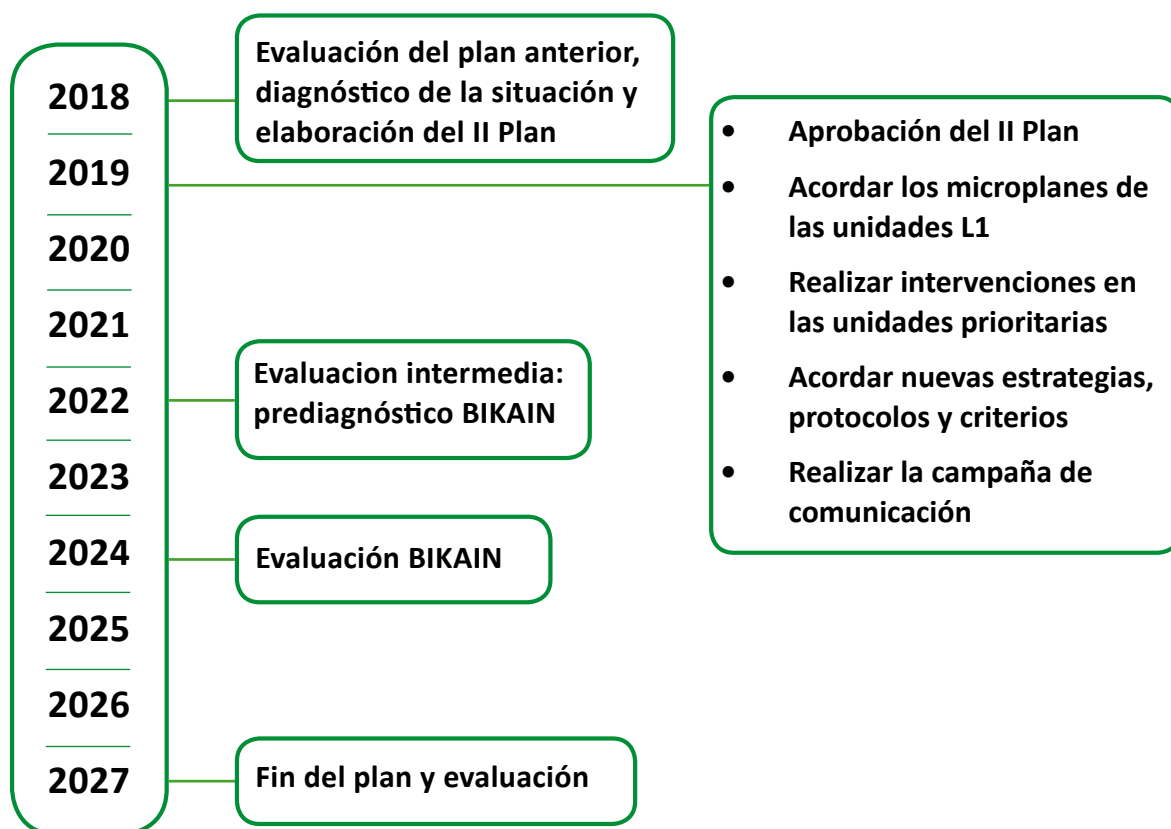 2018
Evaluación del plan anterior,
diagnóstico de la situación y
elaboración del II Plan
2019
• Aprobación del II Plan
• Acordar los microplanes de
las unidades L1
• Realizar intervenciones en
las unidades prioritarias
• Acordar nuevas estrategias,
protocolos y criterios
• Realizar la campaña de
comunicación
2020
2021
2022
Evaluacion intermedia:
prediagnóstico BIKAIN
2023
2024
Evaluación BIKAIN
2025
2026
2027
Fin del plan y evaluación